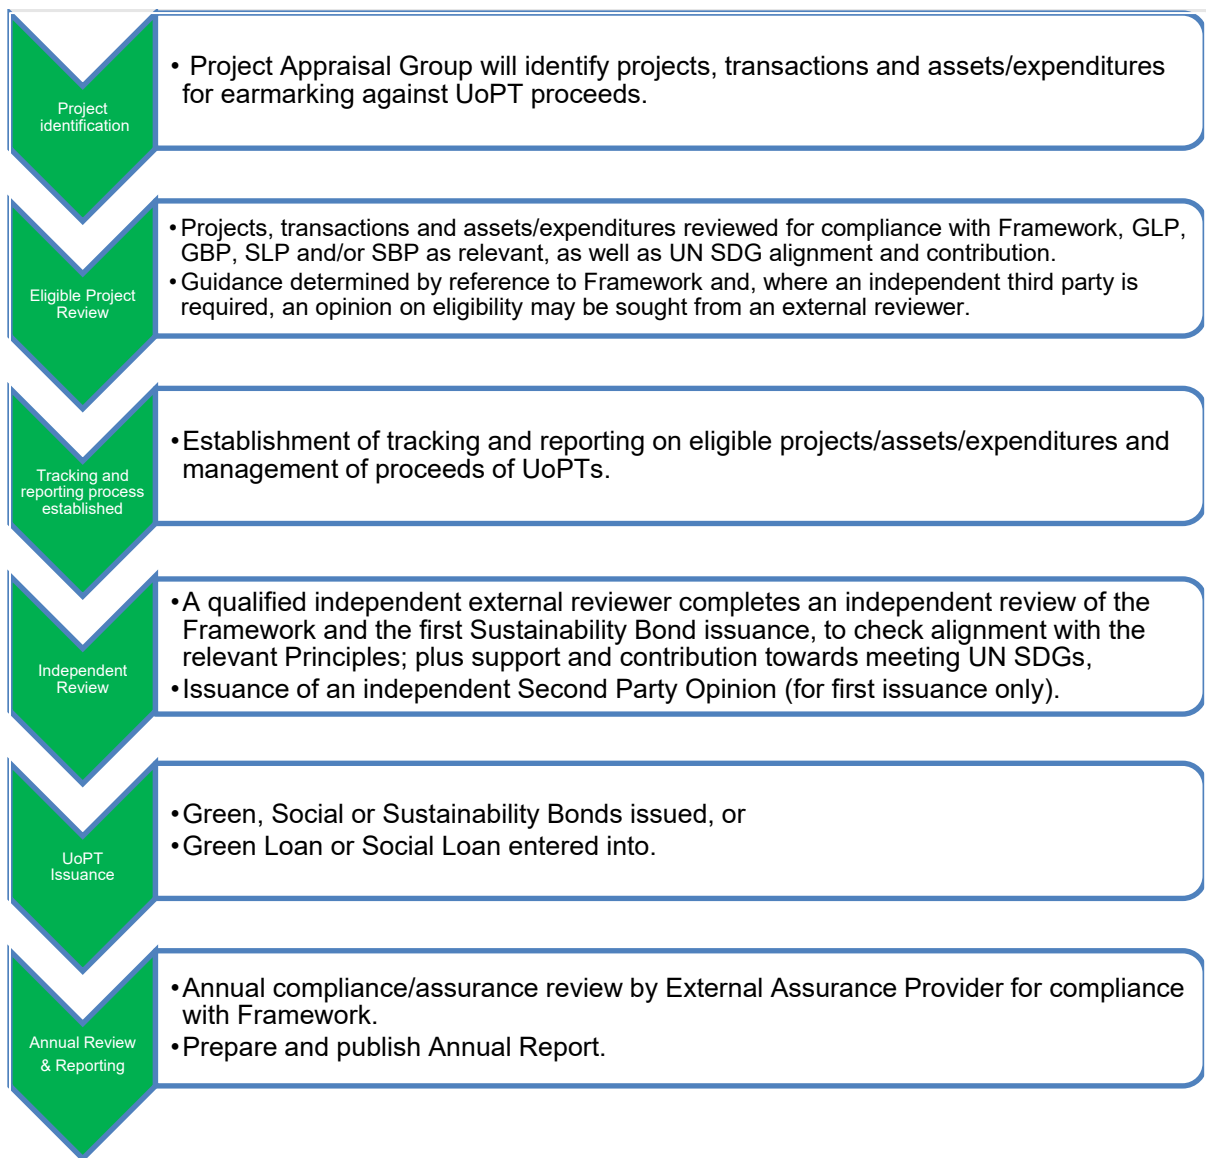 Project
identification
• Project Appraisal Group will identify projects, transactions and assets/expenditures
for earmarking against UoPT proceeds.
Eligible Project
Review
•Projects, transactions and assets/expenditures reviewed for compliance with Framework, GLP,
GBP, SLP and/or SBP as relevant, as well as UN SDG alignment and contribution.
•Guidance determined by reference to Framework and, where an independent third party is
required, an opinion on eligibility may be sought from an external reviewer.
Tracking and
reporting process
established
•Establishment of tracking and reporting on eligible projects/assets/expenditures and
management of proceeds of UoPTs.
Independent
Review
•A qualified independent external reviewer completes an independent review of the
Framework and the first Sustainability Bond issuance, to check alignment with the
relevant Principles; plus support and contribution towards meeting UN SDGs,
•Issuance of an independent Second Party Opinion (for first issuance only).
UoPT
Issuance
•Green, Social or Sustainability Bonds issued, or
•Green Loan or Social Loan entered into.
Annual Review
& Reporting
•Annual compliance/assurance review by External Assurance Provider for compliance
with Framework.
•Prepare and publish Annual Report.